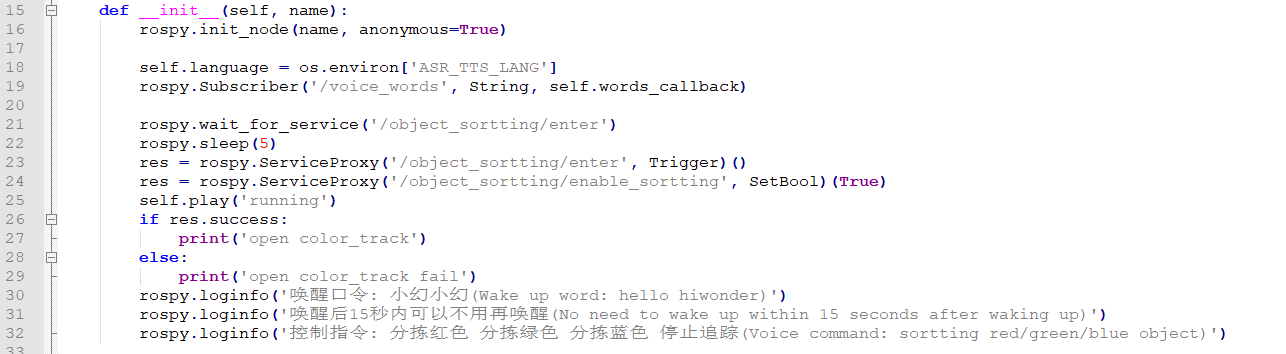 15 def __init__(self, name):
16 rospy.init_node(name, anonymous=True)
17
18 self.language = os.environ['ASR_TTS_LANG']
19 rospy.Subscriber('/voice_words', String, self.words_callback)
20
21 rospy.wait_for_service('/object_sortting/enter')
22 rospy.sleep(5)
23 res = rospy.ServiceProxy('/object_sortting/enter', Trigger)()
24 res = rospy.ServiceProxy('/object_sortting/enable_sortting', SetBool)(True)
25 self.play('running')
26 if res.success:
27 print('open color_track')
28 else:
29 print('open color_track fail')
30 rospy.loginfo('唤醒口令: 小幻小幻(Wake up word: hello hiwonder)')
31 rospy.loginfo('唤醒后15秒内可以不用再唤醒(No need to wake up within 15 seconds after waking up)')
32 rospy.loginfo('控制指令: 分拣红色 分拣绿色 分拣蓝色 停止追踪(Voice command: sortting red/green/blue object)')
33